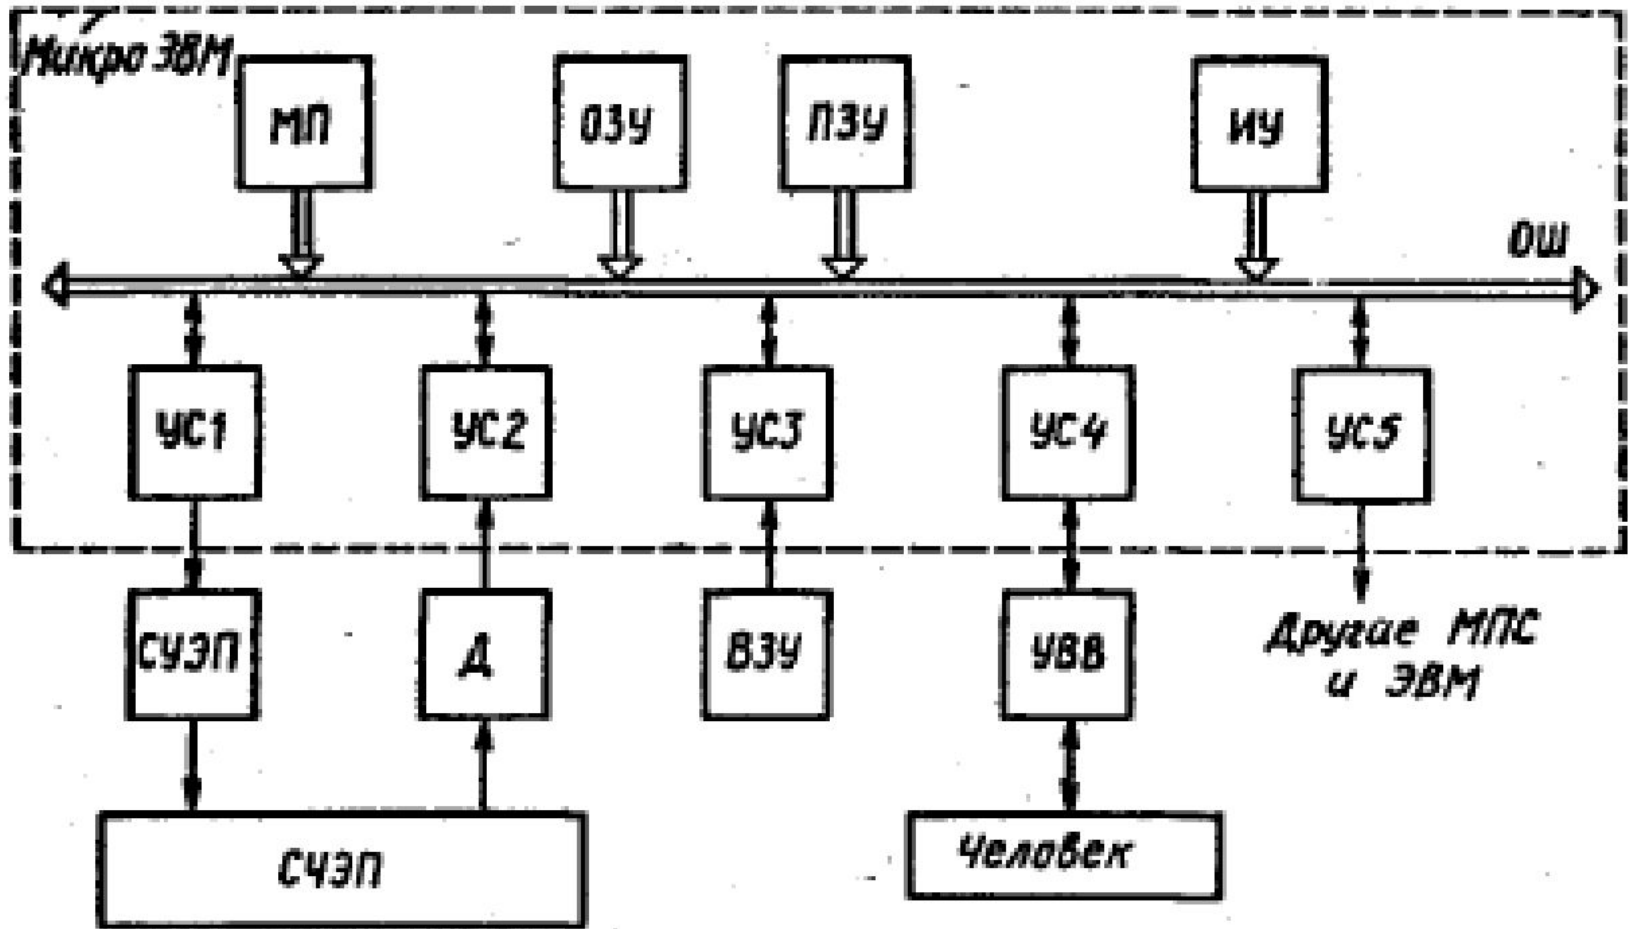 Микро ЭВМ
МП
ОЗУ
ПЗУ
ИУ
ОШ
УС1
УС2
УС3
УС4
УС5
СУЭП
Д
ВЗУ
УВВ
Другае МПС
и ЭВМ
СЧЭП
Человек